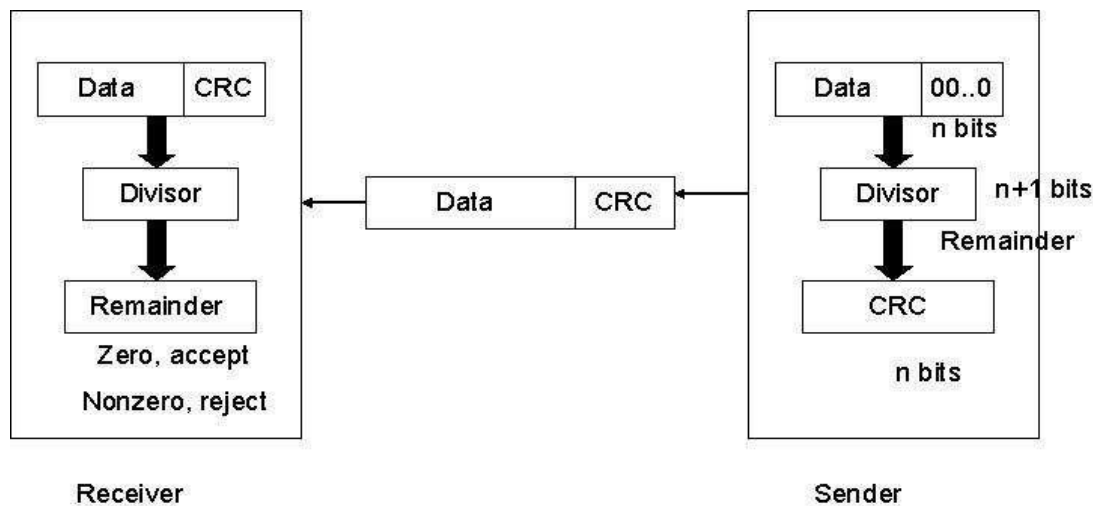 Data CRC
Divisor
Remainder
Zero, accept
Nonzero, reject
Receiver
Data CRC
Data 00..0
n bits
Divisor n+1 bits
Remainder
CRC
n bits
Sender